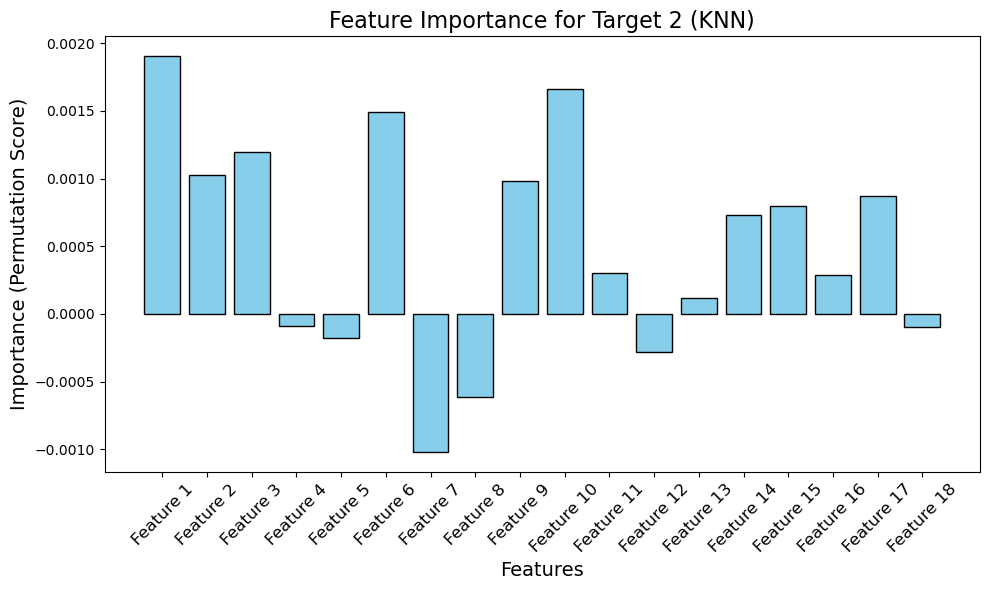 Feature Importance for Target 2 (KNN)
Importance (Permutation Score)
0.0020
0.0015
0.0010
0.0005
0.0000
−0.0005
−0.0010
Feature 1
Feature 2
Feature 3
Feature 4
Feature 5
Feature 6
Feature 7
Feature 8
Feature 9
Feature 10
Feature 11
Feature 12
Feature 13
Feature 14
Feature 15
Feature 16
Feature 17
Feature 18
Features